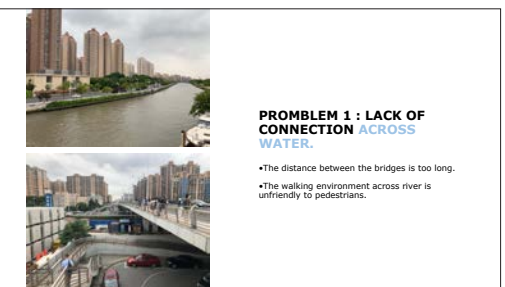 PROMBLEM 1 : LACK OF
CONNECTION ACROSS
WATER.
•The distance between the bridges is too long.
•The walking environment across river is
unfriendly to pedestrians.